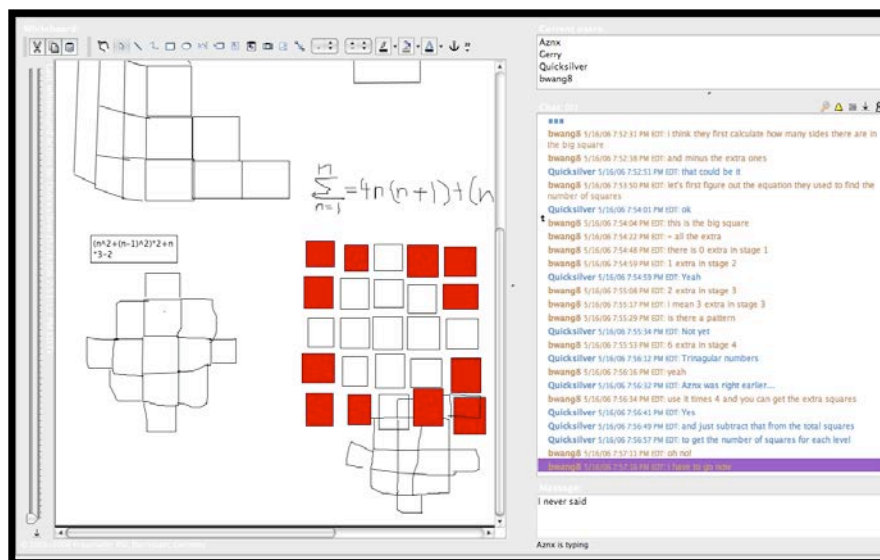 Whiteboard
Current users:
Aznx
Gerry
Quicksilver
bwang8
n
∑ =4n(n+1)+(n
n=1
(n^2+(n-1)^2)*2+n
*3-2
bwang8 5/16/06 7:52:31 PM EDT: i think they first calculate how many sides there are in
the big square
bwang8 5/16/06 7:52:38 PM EDT: and minus the extra ones
Quicksilver 5/16/06 7:52:51 PM EDT: that could be it
bwang8 5/16/06 7:53:50 PM EDT: let's first figure out the equation they used to find the
number of squares
Quicksilver 5/16/06 7:54:01 PM EDT: ok
bwang8 5/16/06 7:54:04 PM EDT: this is the big square
bwang8 5/16/06 7:54:22 PM EDT: - all the extra
bwang8 5/16/06 7:54:48 PM EDT: there is 0 extra in stage 1
bwang8 5/16/06 7:54:59 PM EDT: 1 extra in stage 2
Quicksilver 5/16/06 7:54:59 PM EDT: Yeah
bwang8 5/16/06 7:55:08 PM EDT: 2 extra in stage 3
bwang8 5/16/06 7:55:17 PM EDT: I mean 3 extra in stage 3
bwang8 5/16/06 7:55:29 PM EDT: is there a pattern
Quicksilver 5/16/06 7:55:34 PM EDT: Not yet
bwang8 5/16/06 7:55:53 PM EDT: 6 extra in stage 4
Quicksilver 5/16/06 7:56:12 PM EDT: Trinagular numbers
bwang8 5/16/06 7:56:16 PM EDT: yeah
Quicksilver 5/16/06 7:56:32 PM EDT: Aznx was right earlier...
bwang8 5/16/06 7:56:34 PM EDT: use it times 4 and you can get the extra squares
Quicksilver 5/16/06 7:56:41 PM EDT: Yes
Quicksilver 5/16/06 7:56:49 PM EDT: and just subtract that from the total squares
Quicksilver 5/16/06 7:56:57 PM EDT: to get the number of squares for each level
bwang8 5/16/06 7:57:11 PM EDT: oh no!
bwang8 5/16/06 7:57:16 PM EDT: i have to go now
Message:
I never said
Aznx is typing